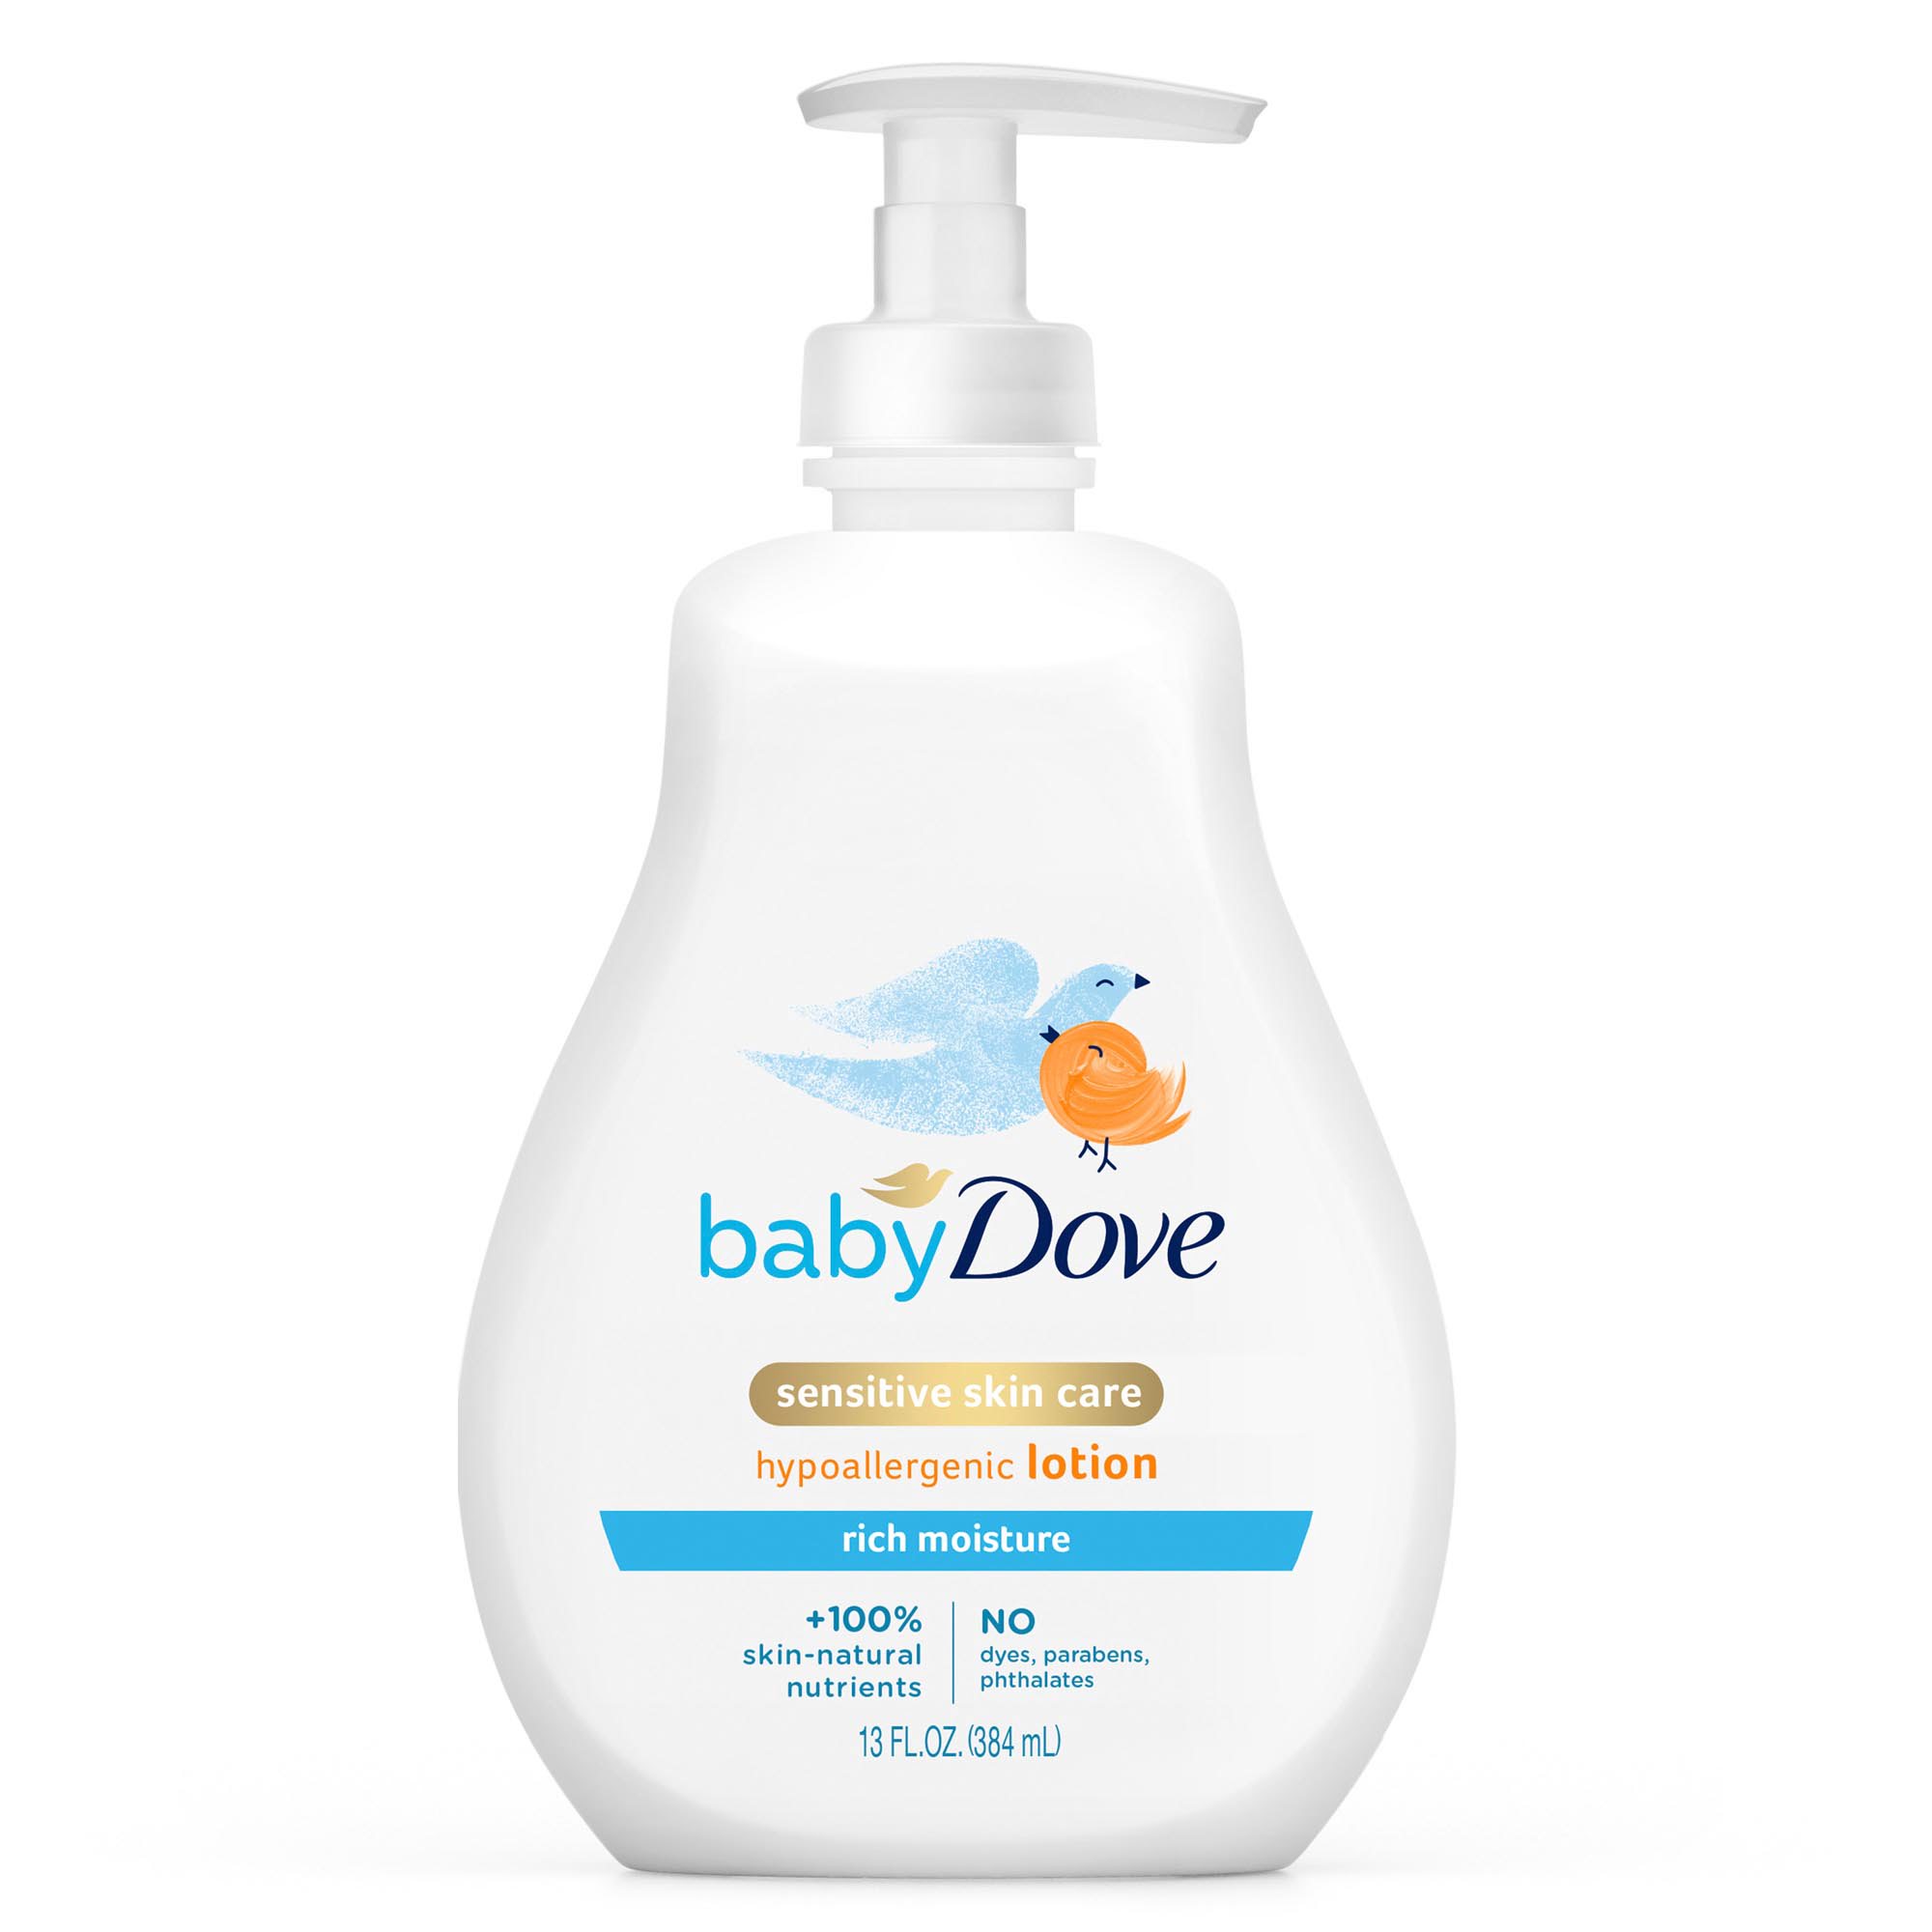 baby Dove
sensitive skin care
hypoallergenic lotion
rich moisture
+100%
skin-natural
nutrients
NO
dyes, parabens,
phthalates
13 FL.OZ. (384 mL)